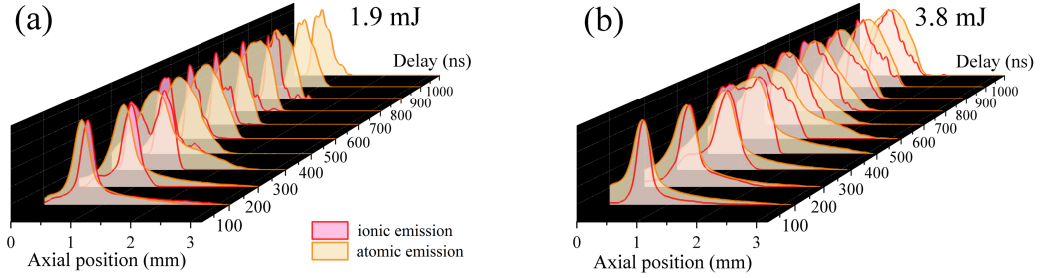 (a)
1.9 mJ
Delay (ns)
1000
900
800
700
600
500
400
300
200
100
0
1
2
3
Axial position (mm)
ionic emission
atomic emission
(b)
3.8 mJ
Delay (ns)
1000
900
800
700
600
500
400
300
200
100
0
1
2
3
Axial position (mm)